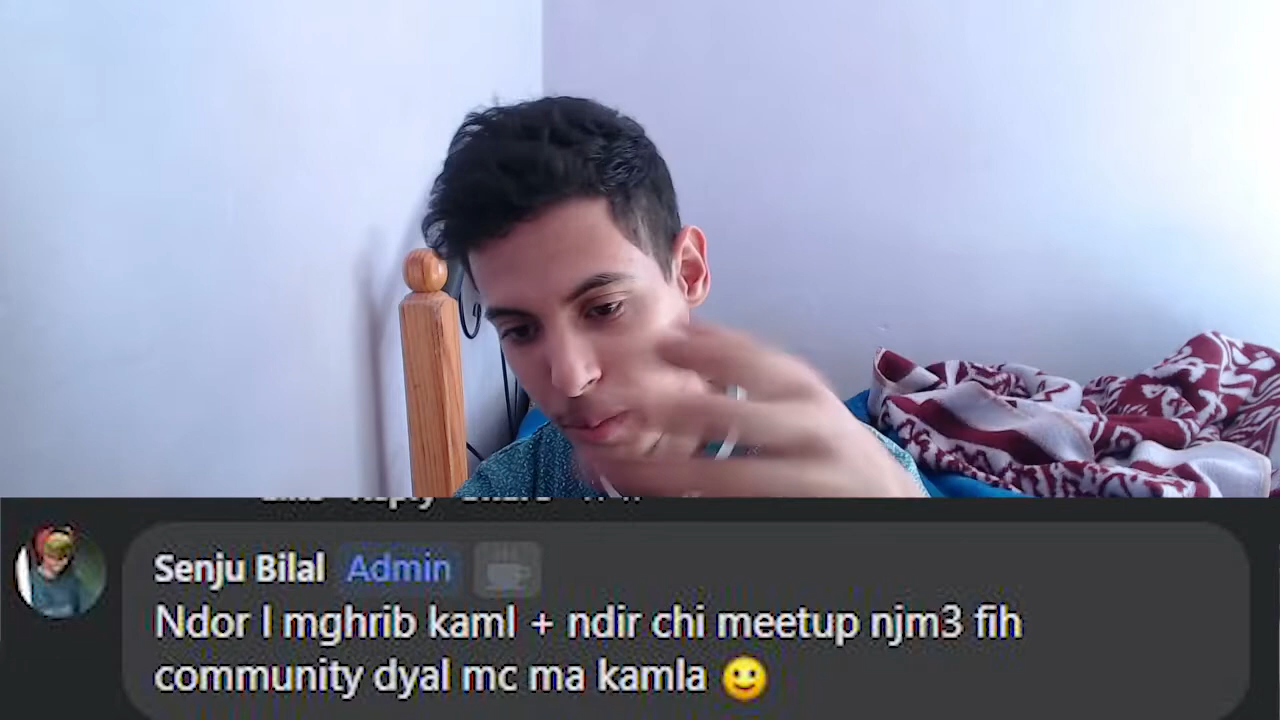 Senju Bilal Admin
Ndor l mghrib kaml + ndir chi meetup njm3 fih
community dyal mc ma kamla 🙂